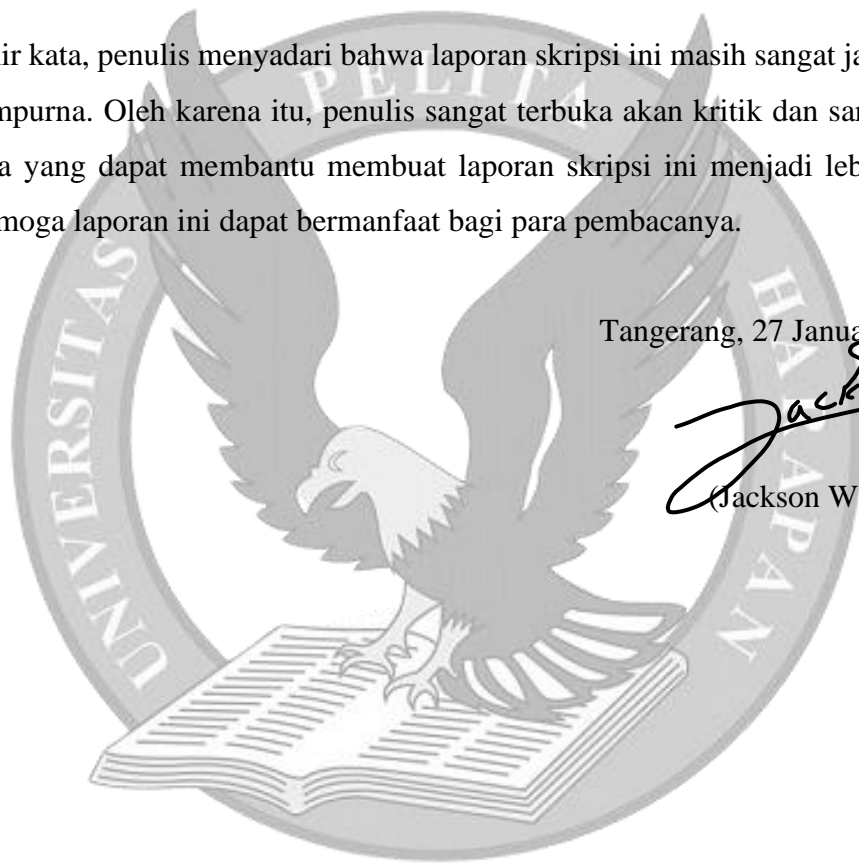 ir kata, penulis menyadari bahwa laporan skripsi ini masih sangat ja
mpurna. Oleh karena itu, penulis sangat terbuka akan kritik dan sar
a yang dapat membantu membuat laporan skripsi ini menjadi leb
moga laporan ini dapat bermanfaat bagi para pembacanya.
UNIVERSITAS PELITA HARAPAN
Tangerang, 27 Janua
Jack
(Jackson W